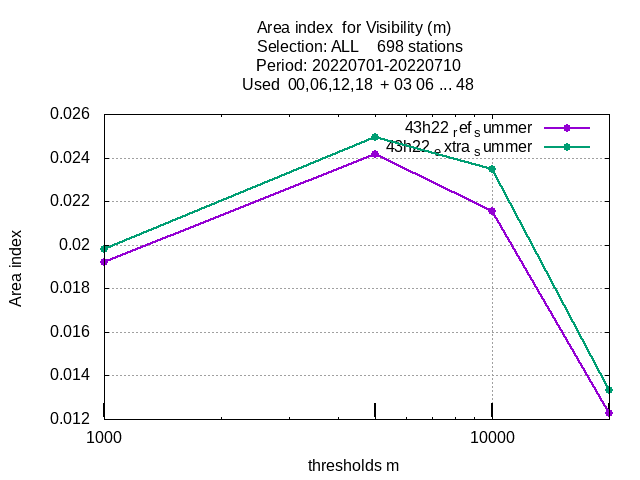 Area index  for Visibility (m)
Selection: ALL    698 stations
Period: 20220701-20220710
Used  00,06,12,18  + 03 06 ... 48
0.026
43h22_ref_summer
0.024
43h22_extra_summer
0.022
0.02
0.018
0.016
0.014
0.012
Area index
1000
10000
thresholds m